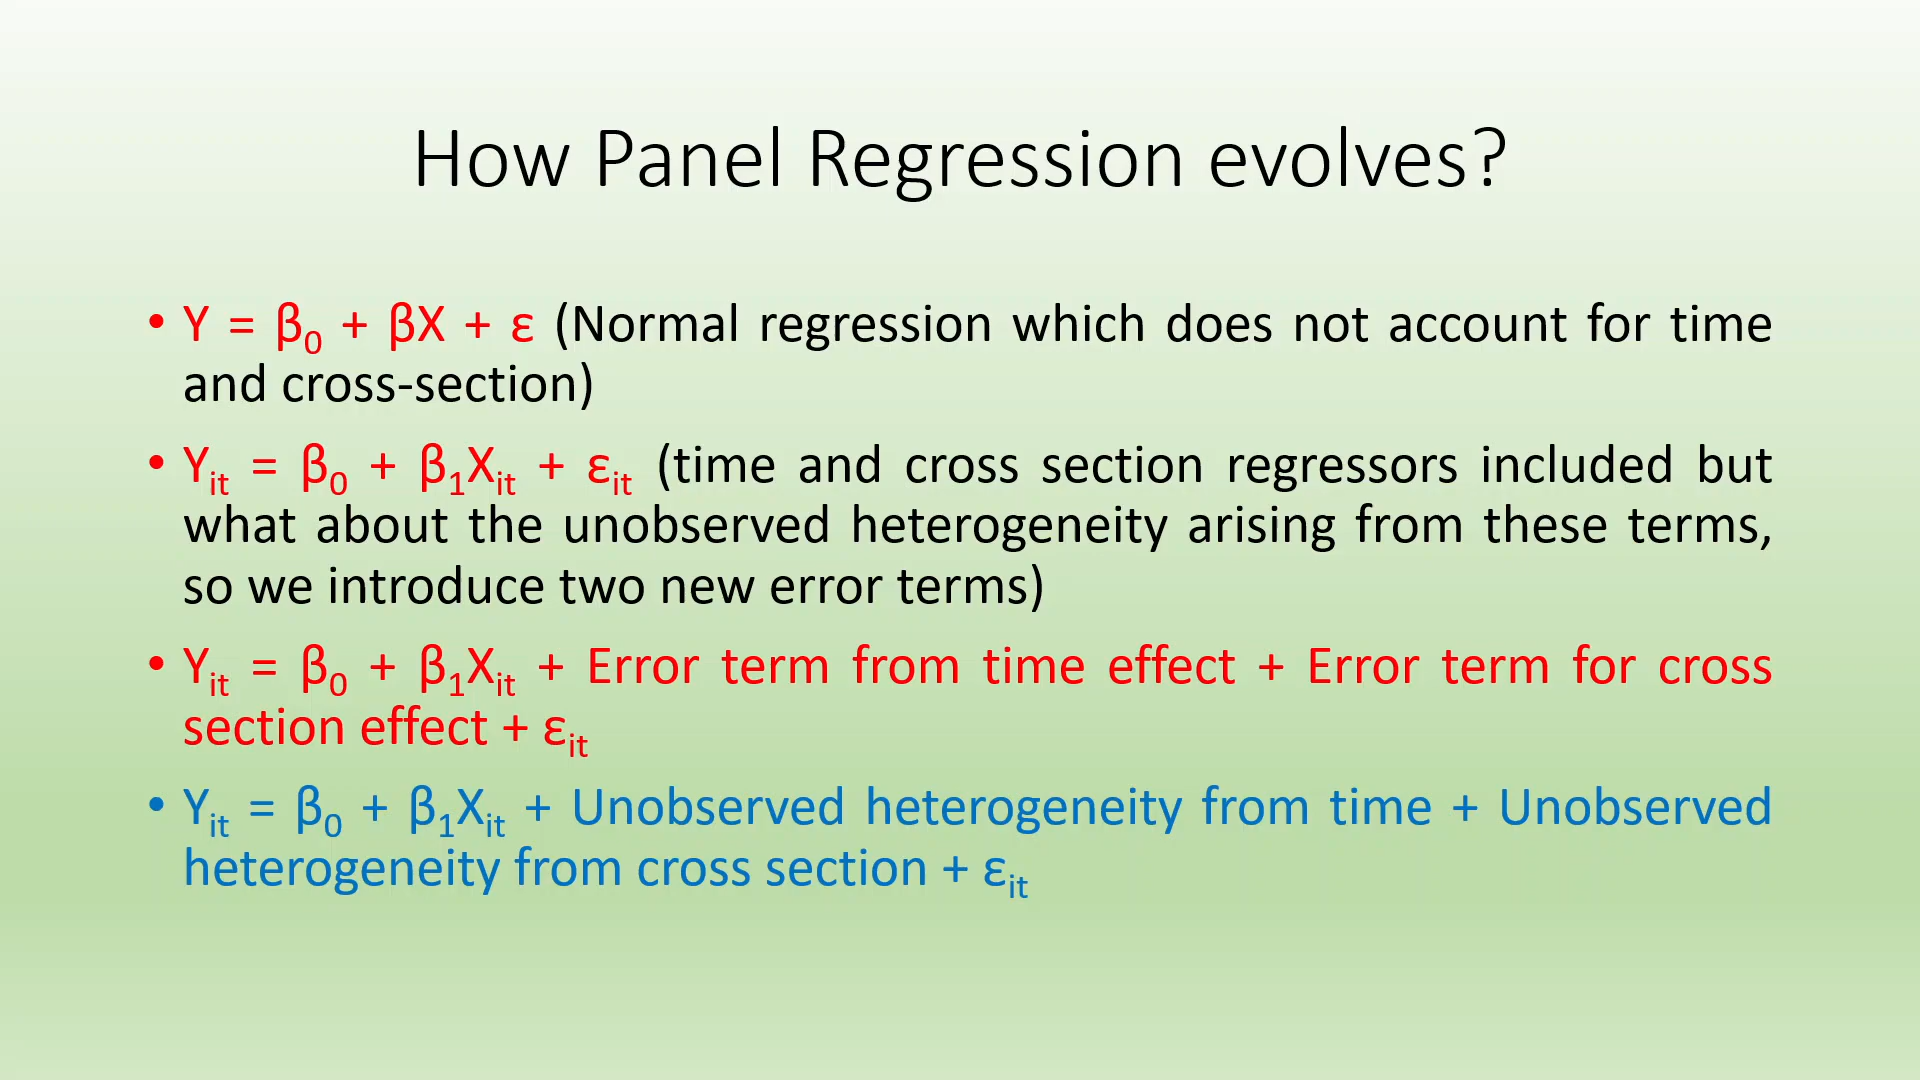 How Panel Regression evolves?
• Y = β₀ + βX + ε (Normal regression which does not account for time
and cross-section)
• Yᵢₜ = β₀ + β₁Xᵢₜ + εᵢₜ (time and cross section regressors included but
what about the unobserved heterogeneity arising from these terms,
so we introduce two new error terms)
• Yᵢₜ = β₀ + β₁Xᵢₜ + Error term from time effect + Error term for cross
section effect + εᵢₜ
• Yᵢₜ = β₀ + β₁Xᵢₜ + Unobserved heterogeneity from time + Unobserved
heterogeneity from cross section + εᵢₜ